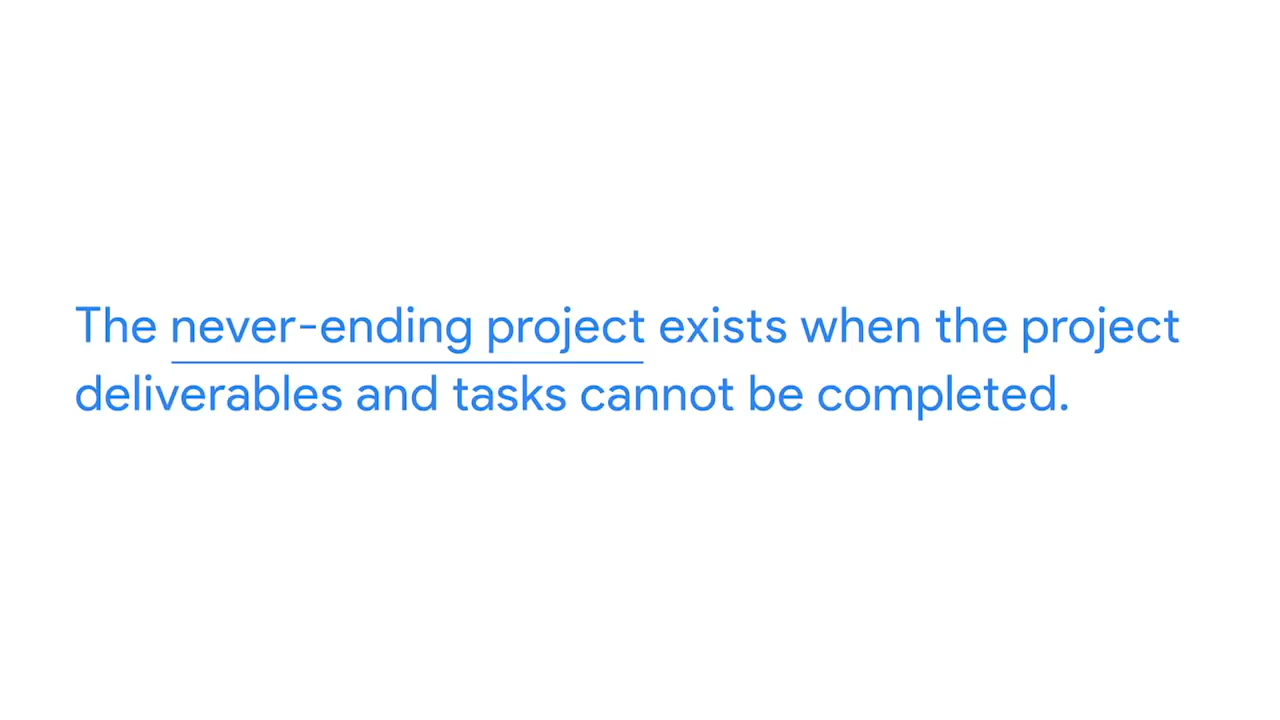 The never-ending project exists when the project
deliverables and tasks cannot be completed.